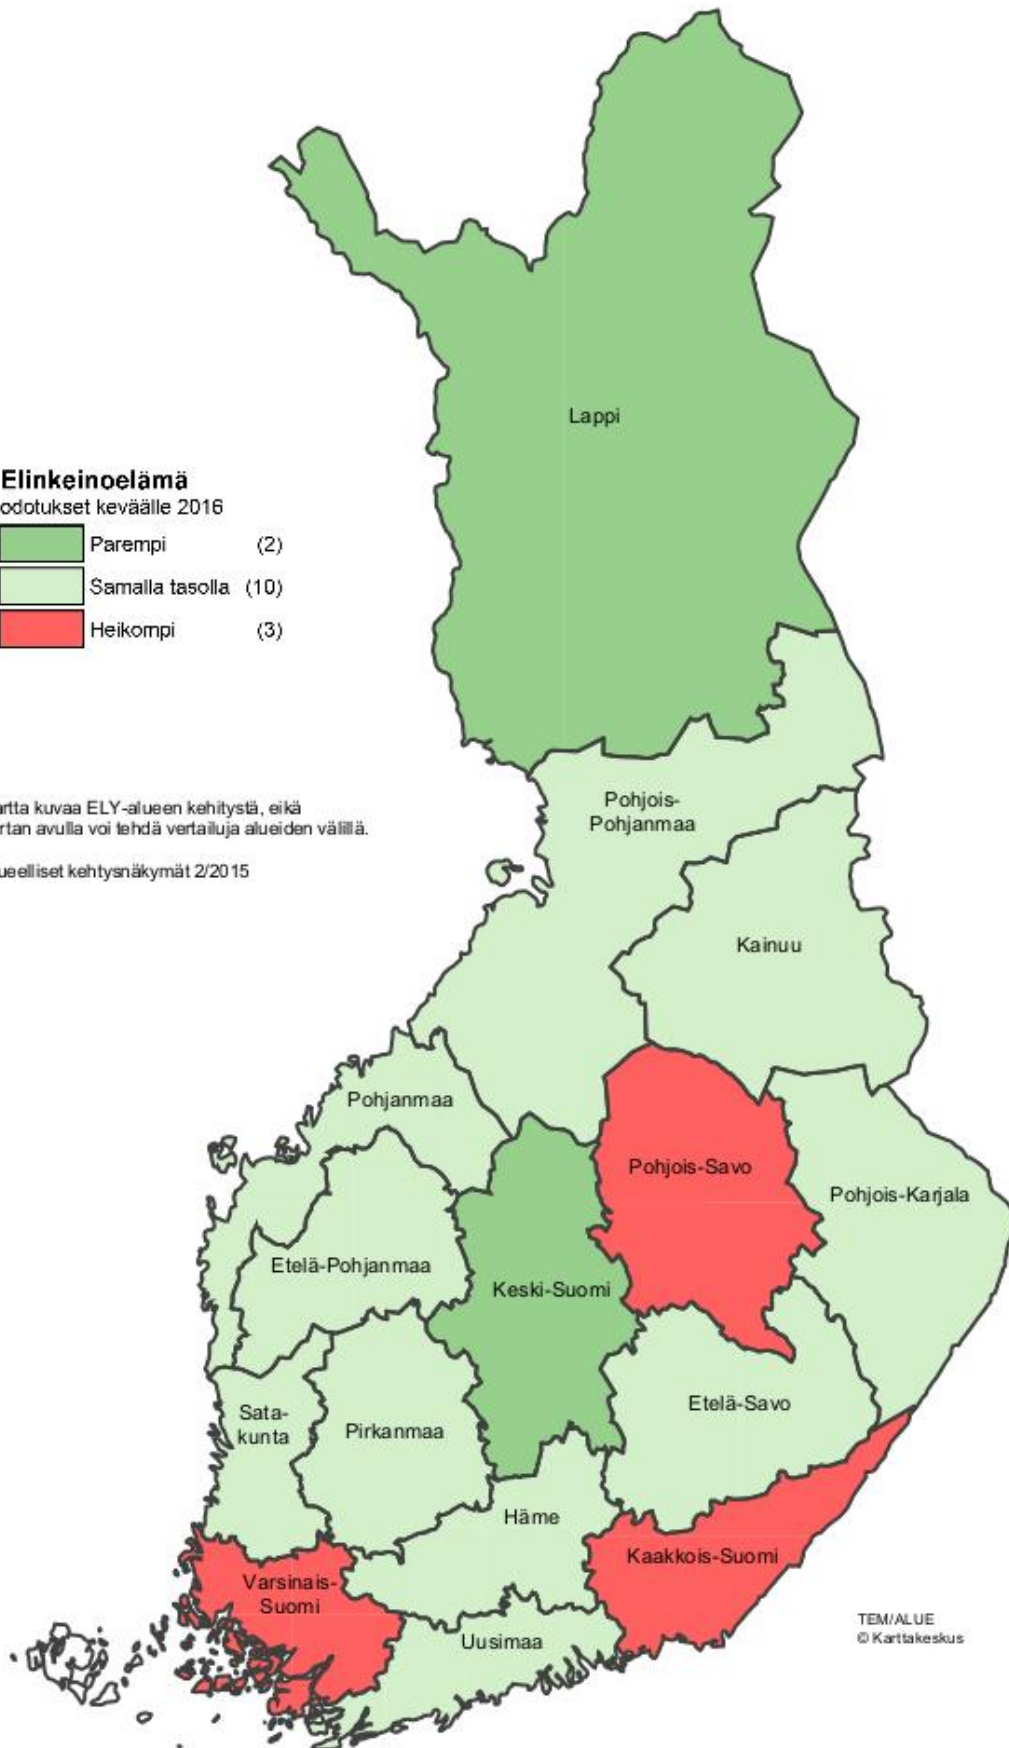 Lappi
Elinkeinoelämä
odotukset keväälle 2016
Parempi (2)
Samalla tasolla (10)
Heikompi (3)
artta kuvaa ELY-alueen kehitystä, eikä
rtan avulla voi tehdä vertailuja alueiden välillä.
ueelliset kehtysnäkymät 2/2015
Pohjois-
Pohjanmaa
Kainuu
Pohjanmaa
Pohjois-Savo
Pohjois-Karjala
Etelä-Pohjanmaa
Keski-Suomi
Etelä-Savo
Sata-
kunta
Pirkanmaa
Häme
Kaakkois-Suomi
Varsinais-
Suomi
Uusimaa
TEM/ALUE
© Karttakeskus